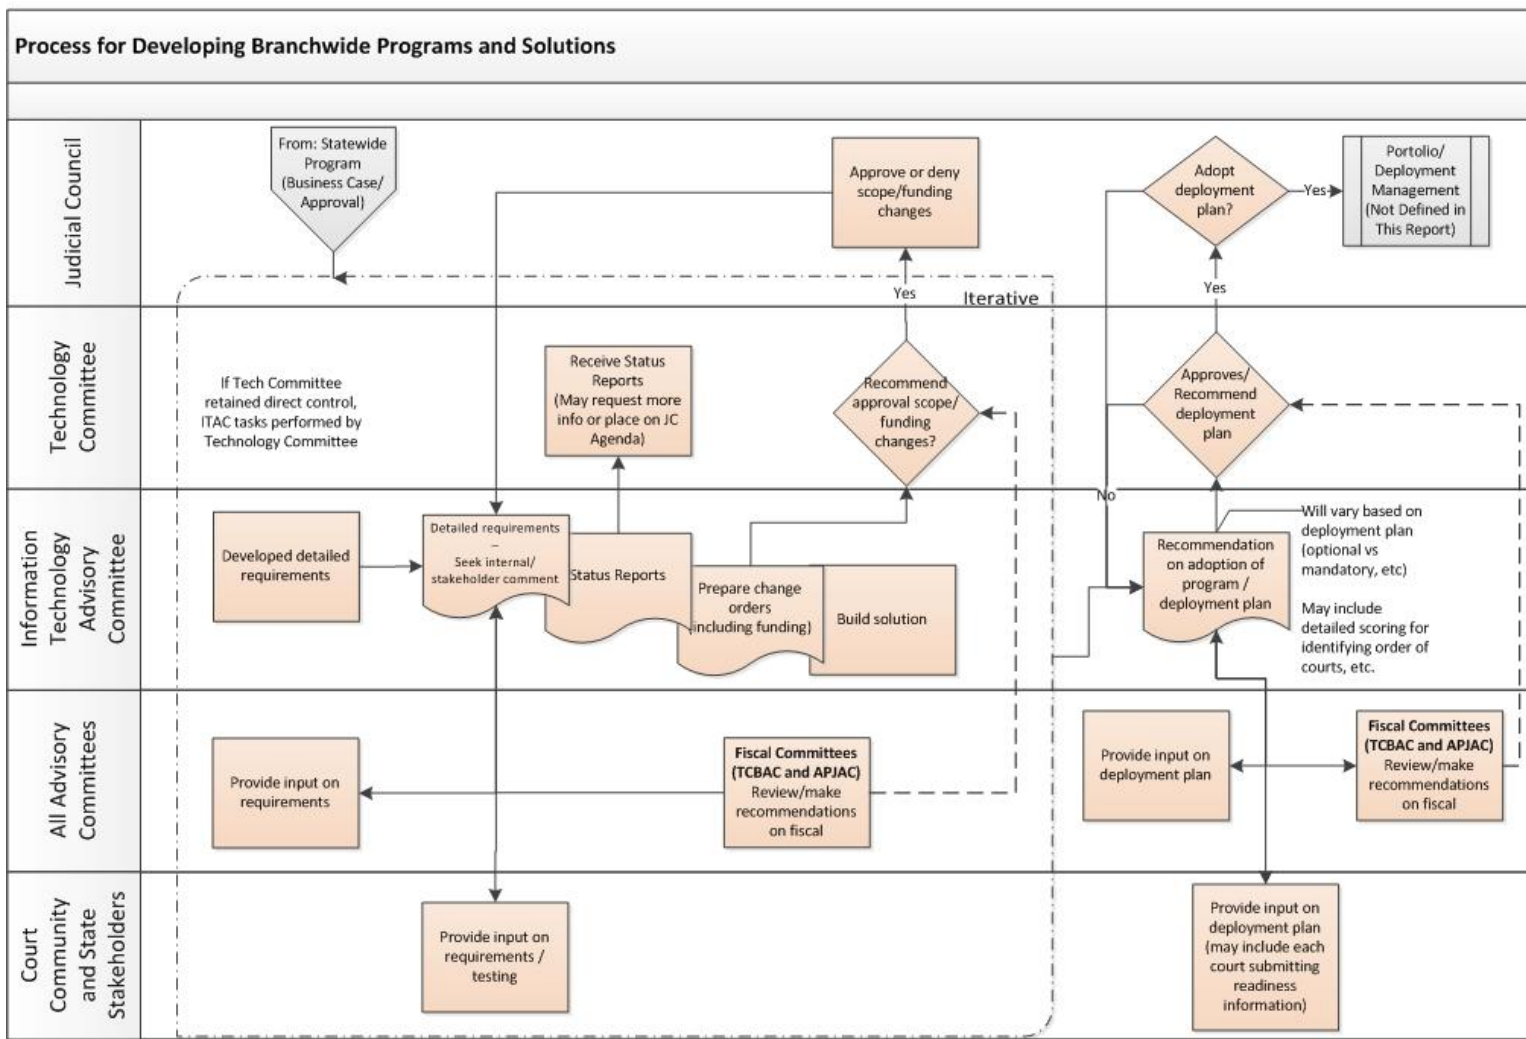 Process for Developing Branchwide Programs and Solutions
Judicial Council
From: Statewide
Program
(Business Case/
Approval)
Approve or deny
scope/funding
changes
Adopt
deployment
plan?
Yes
Portolio/
Deployment
Management
(Not Defined in
This Report)
Yes
Iterative
Yes
Technology
Committee
If Tech Committee
retained direct control,
ITAC tasks performed by
Technology Committee
Receive Status
Reports
(May request more
info or place on JC
Agenda)
Recommend
approval scope/
funding
changes?
Approves/
Recommend
deployment
plan
No
Information
Technology
Advisory
Committee
Developed detailed
requirements
Detailed requirements
–
Seek internal/
stakeholder comment
Status Reports
Prepare change
orders
(including funding)
Build solution
Recommendation
on adoption of
program /
deployment plan
Will vary based on
deployment plan
(optional vs
mandatory, etc)
May include
detailed scoring for
identifying order of
courts, etc.
All Advisory
Committees
Provide input on
requirements
Fiscal Committees
(TCBAC and APJAC)
Review/make
recommendations
on fiscal
Provide input on
deployment plan
Fiscal Committees
(TCBAC and APJAC)
Review/make
recommendations
on fiscal
Court
Community
and State
Stakeholders
Provide input on
requirements /
testing
Provide input on
deployment plan
(may include each
court submitting
readiness
information)